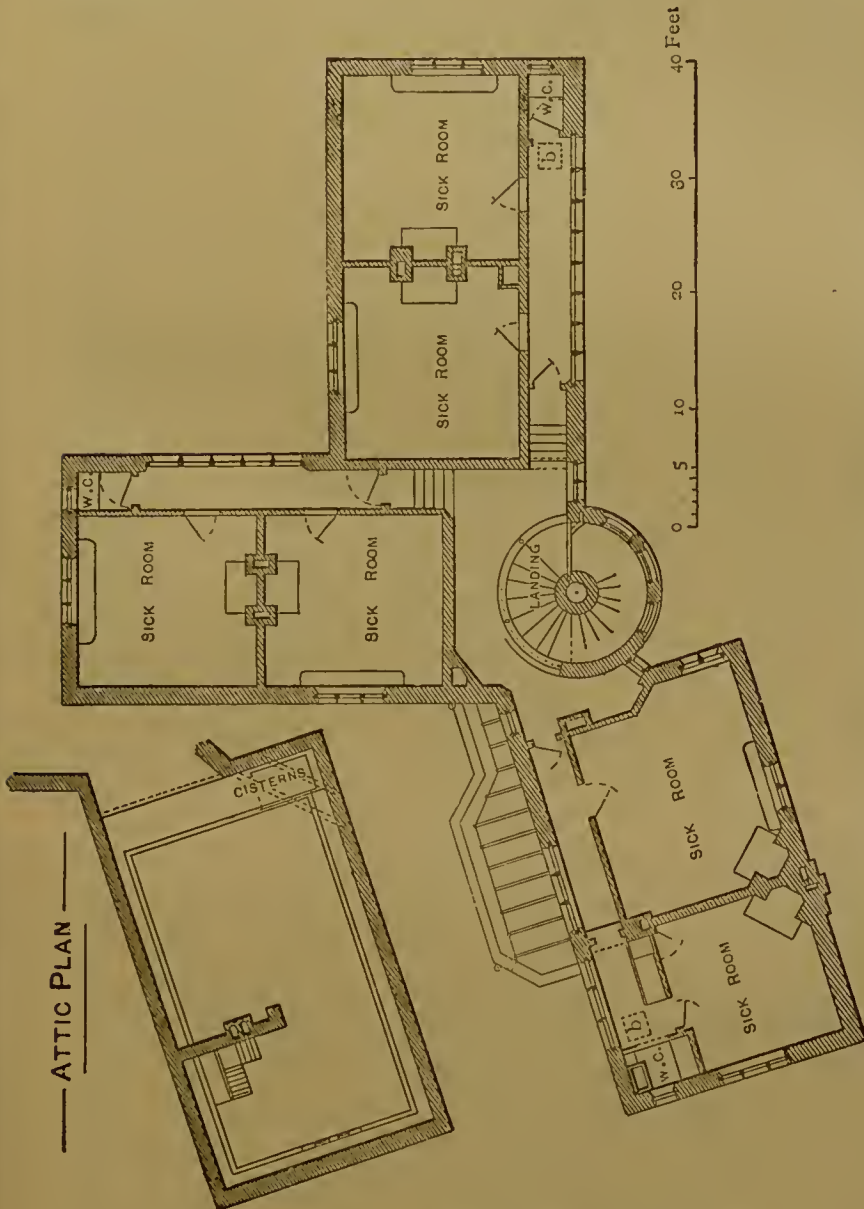 ATTIC PLAN
CISTERNS
W.C.
SICK ROOM
SICK ROOM
SICK ROOM
SICK ROOM
W.C.
b
LANDING
SICK ROOM
SICK ROOM
b
W.C.
0 5 10 20 30 40 Feet